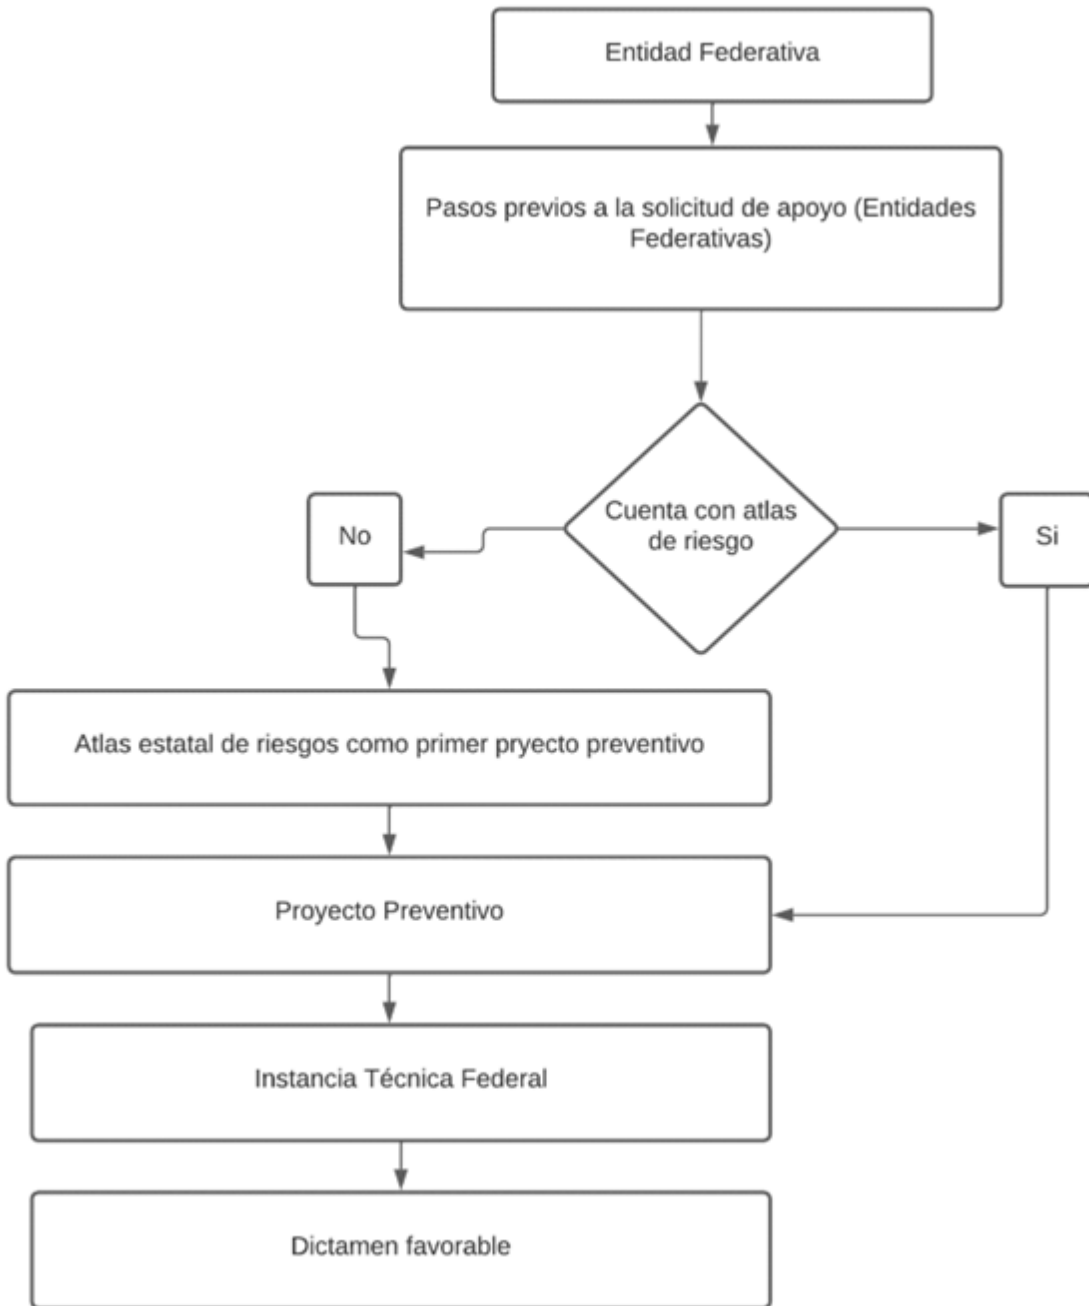 Entidad Federativa
Pasos previos a la solicitud de apoyo (Entidades
Federativas)
Cuenta con atlas
de riesgo
No
Si
Atlas estatal de riesgos como primer pryecto preventivo
Proyecto Preventivo
Instancia Técnica Federal
Dictamen favorable